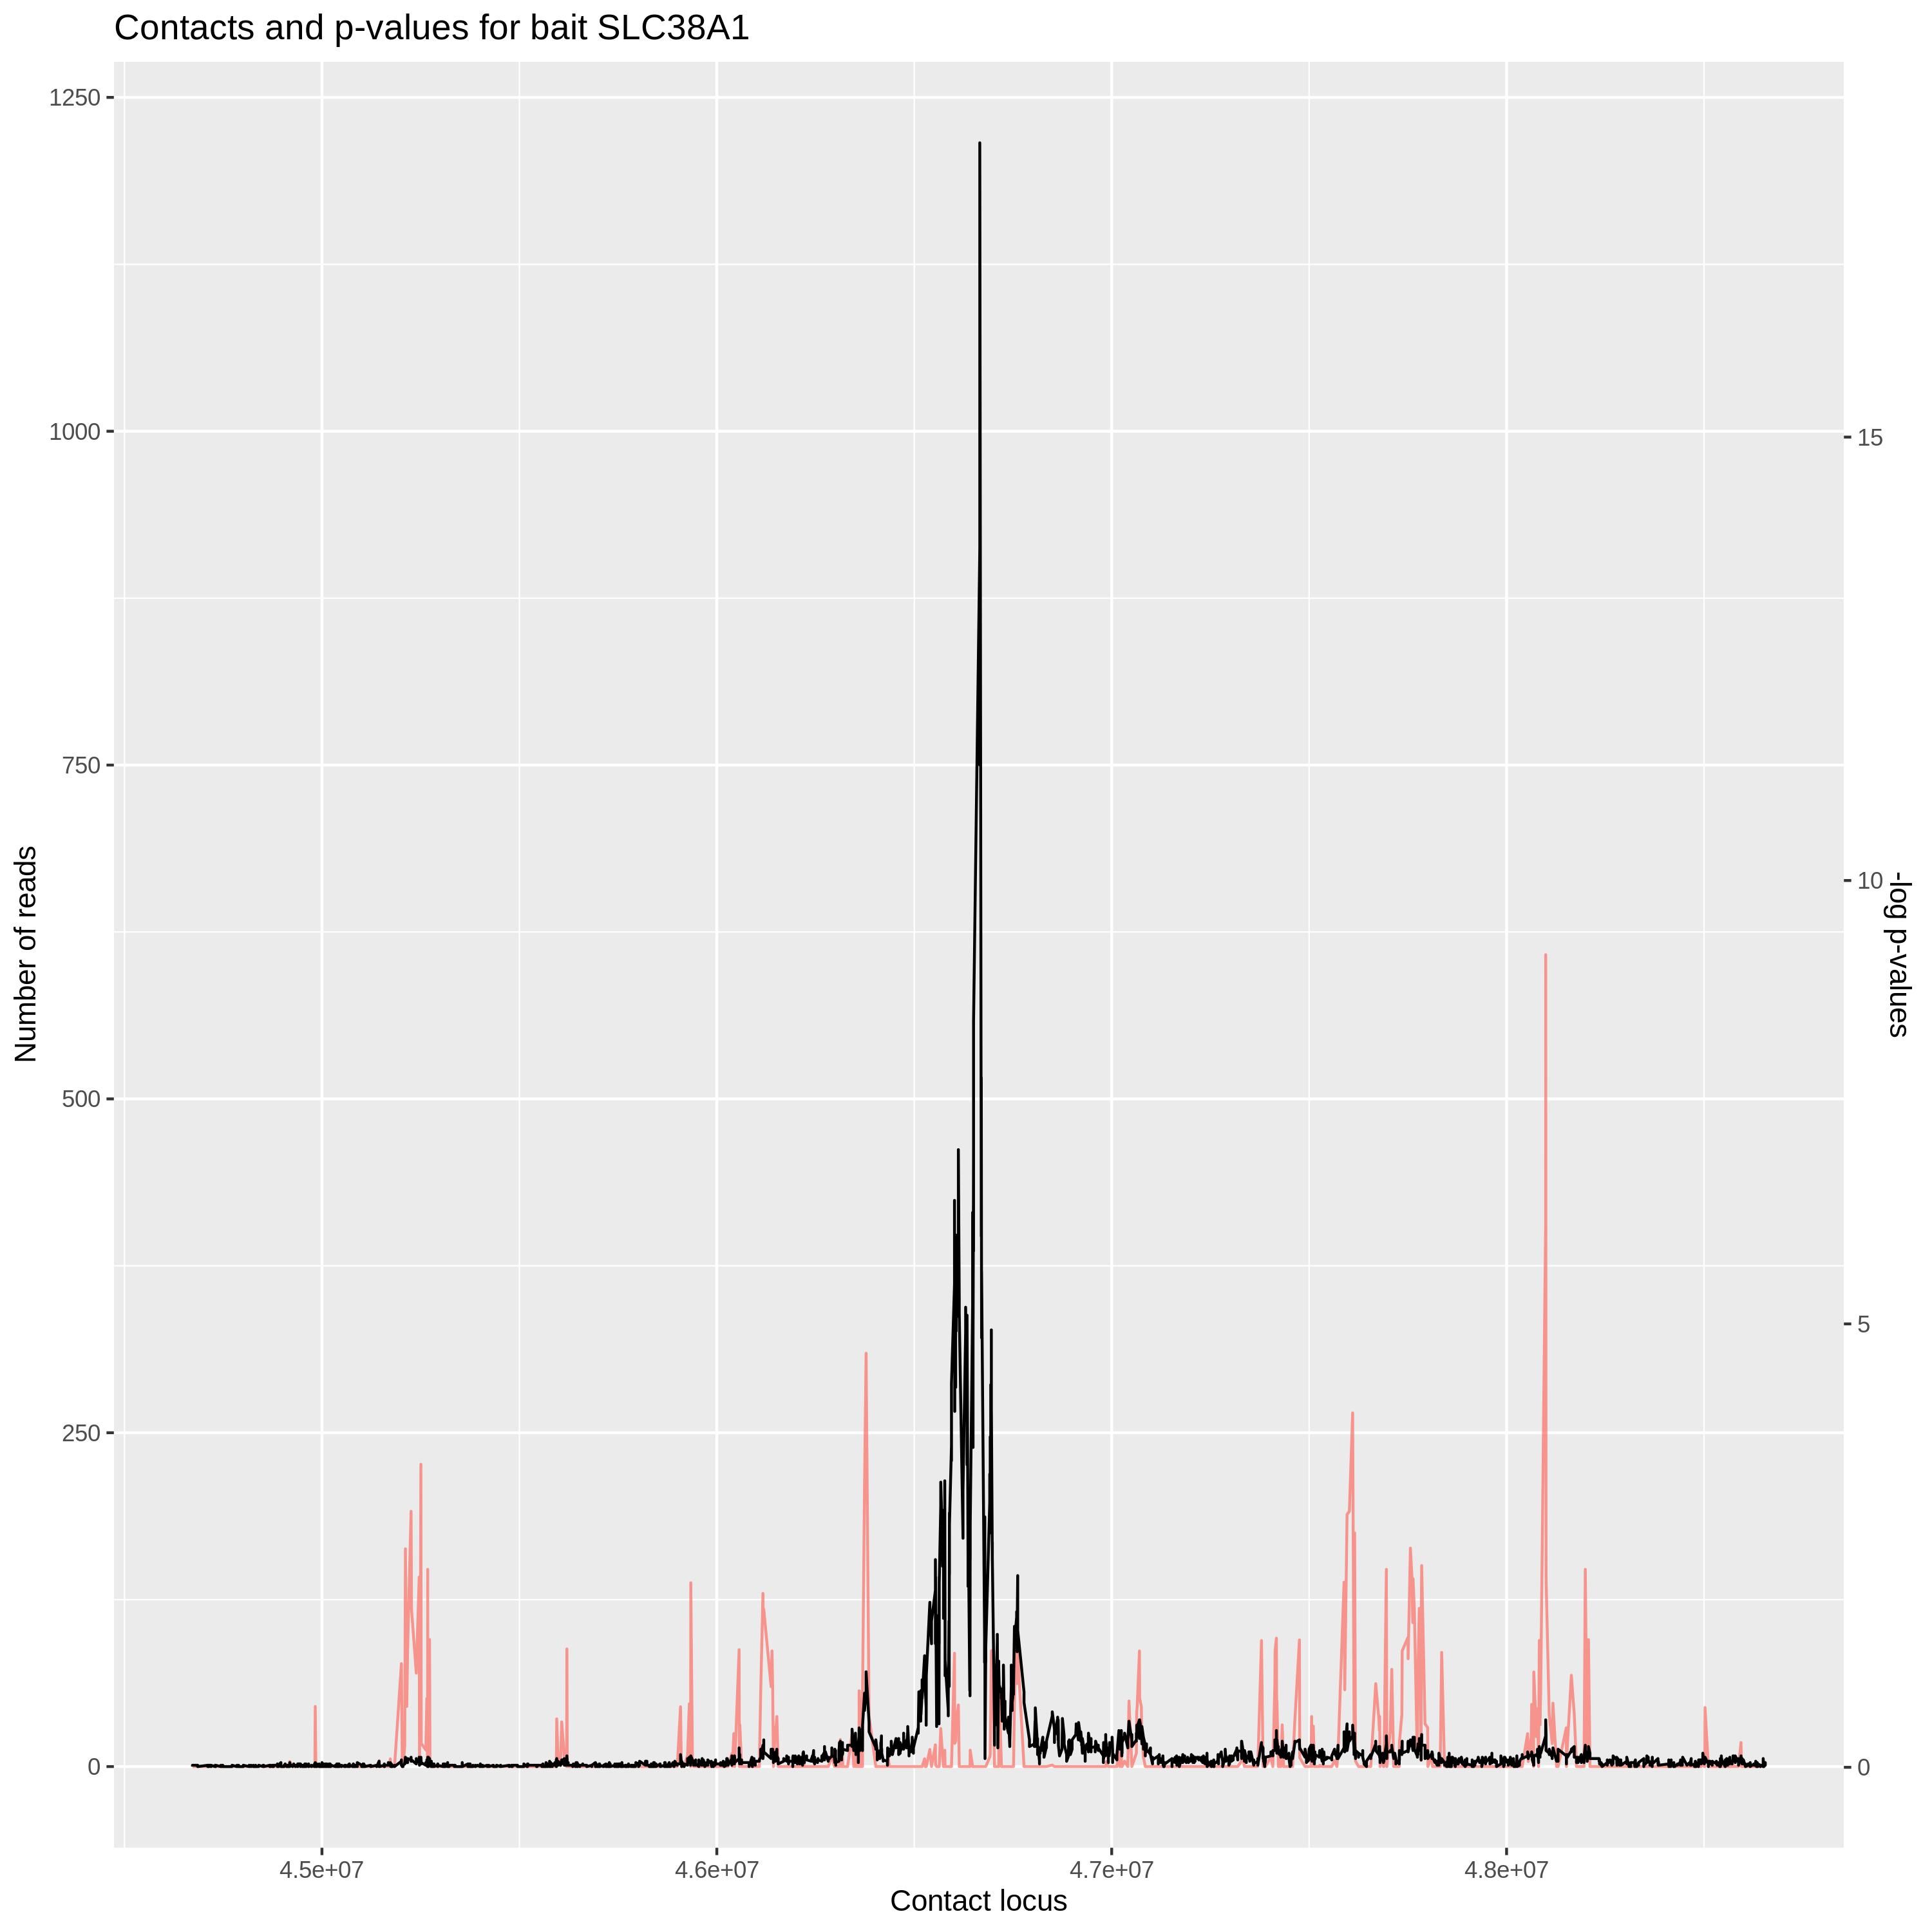 Contacts and p-values for bait SLC38A1
1250
1000
750
500
250
0
Number of reads
15
10
5
0
-log p-values
4.5e+07
4.6e+07
4.7e+07
4.8e+07
Contact locus